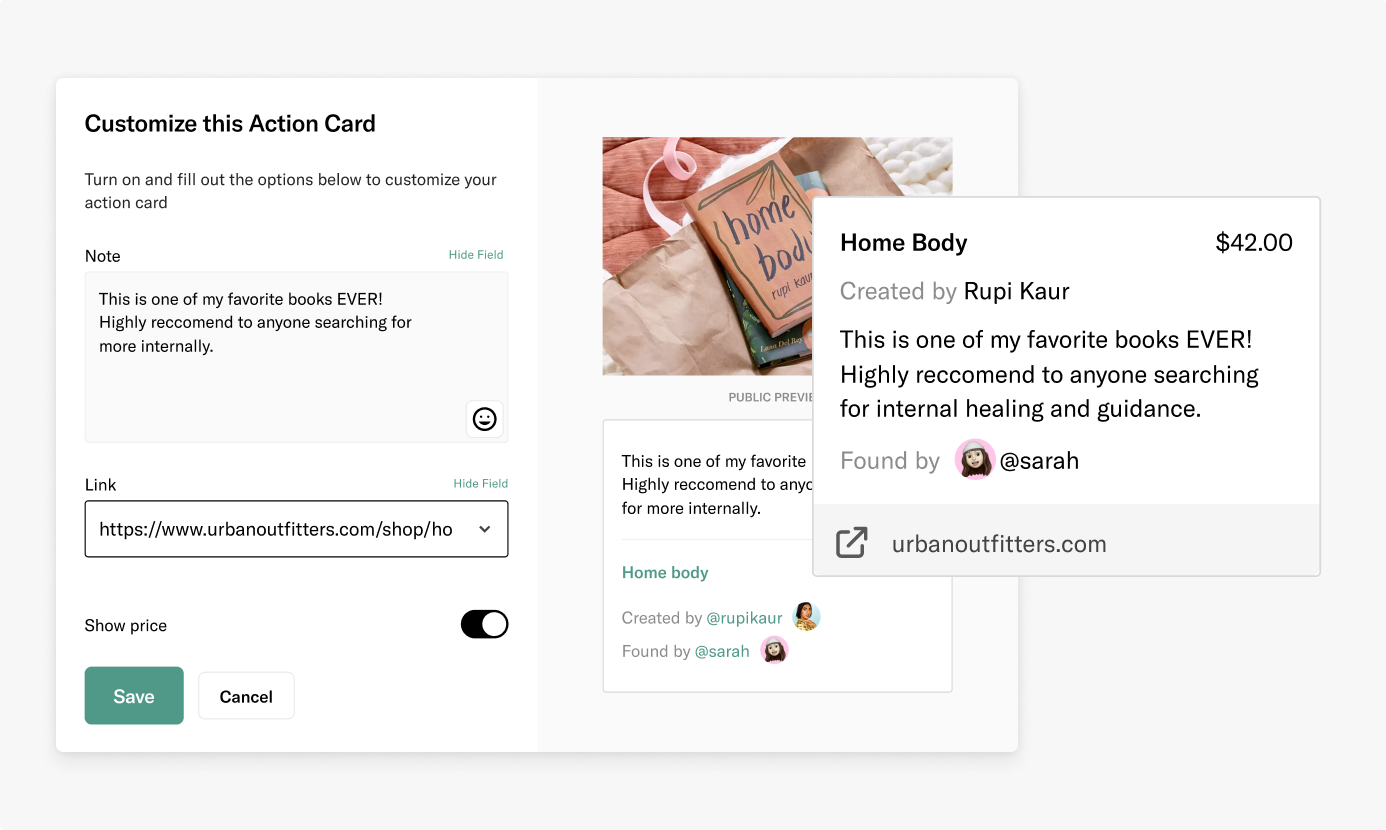 Customize this Action Card
Turn on and fill out the options below to customize your
action card
Note
Hide Field
This is one of my favorite books EVER!
Highly reccomend to anyone searching for
more internally.
Link
Hide Field
https://www.urbanoutfitters.com/shop/ho
Show price
Save
Cancel
home
body
rupi kaur
Lana Del Rey
PUBLIC PREVIE
This is one of my favorite
Highly reccomend to anyo
for more internally.
Home body
Created by @rupikaur
Found by @sarah
Home Body
$42.00
Created by Rupi Kaur
This is one of my favorite books EVER!
Highly reccomend to anyone searching
for internal healing and guidance.
Found by @sarah
urbanoutfitters.com